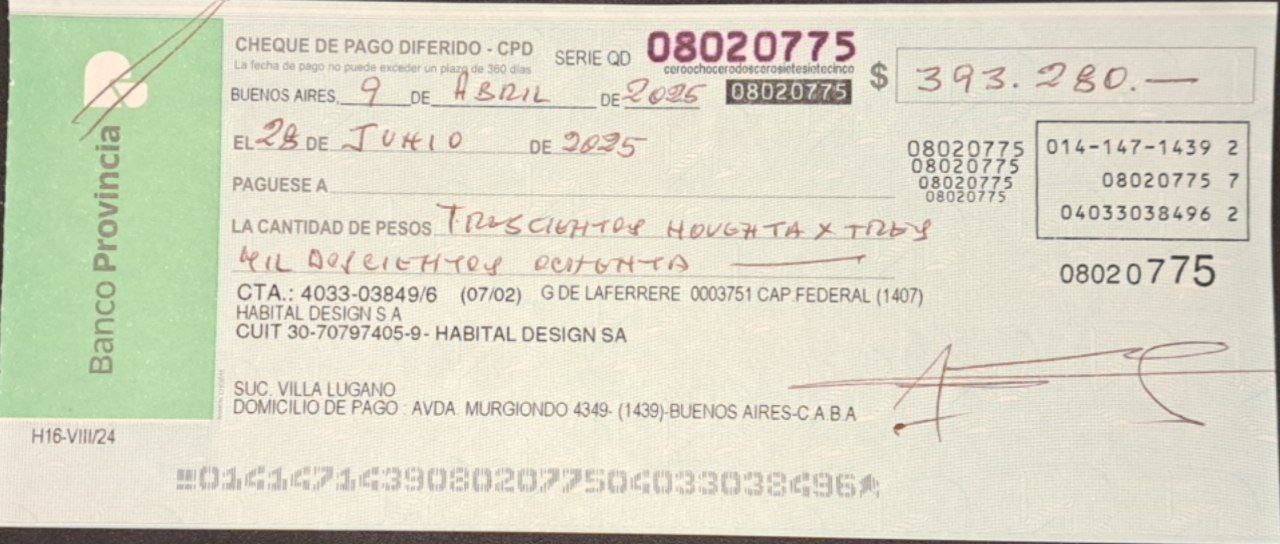 Banco Provincia
CHEQUE DE PAGO DIFERIDO - CPD
La fecha de pago no puede exceder un plazo de 360 días
SERIE QD 08020775
ceroochocerodoscerosietesietecinco
08020775
$ 393.280.—
BUENOS AIRES, 9 DE ABRIL DE 2025
EL 28 DE JUNIO DE 2025
PAGUESE A
LA CANTIDAD DE PESOS TRESCIENTOS NOVENTA Y TRES
MIL DOSCIENTOS OCHENTA ——
08020775
08020775
08020775
08020775
014-147-1439 2
08020775 7
04033038496 2
08020775
CTA.: 4033-03849/6 (07/02) G DE LAFERRERE 0003751 CAP.FEDERAL (1407)
HABITAL DESIGN S A
CUIT 30-70797405-9- HABITAL DESIGN SA
SUC. VILLA LUGANO
DOMICILIO DE PAGO : AVDA. MURGIONDO 4349- (1439)-BUENOS AIRES-C.A.B.A
H16-VIII/24
01414714390802077504033038496